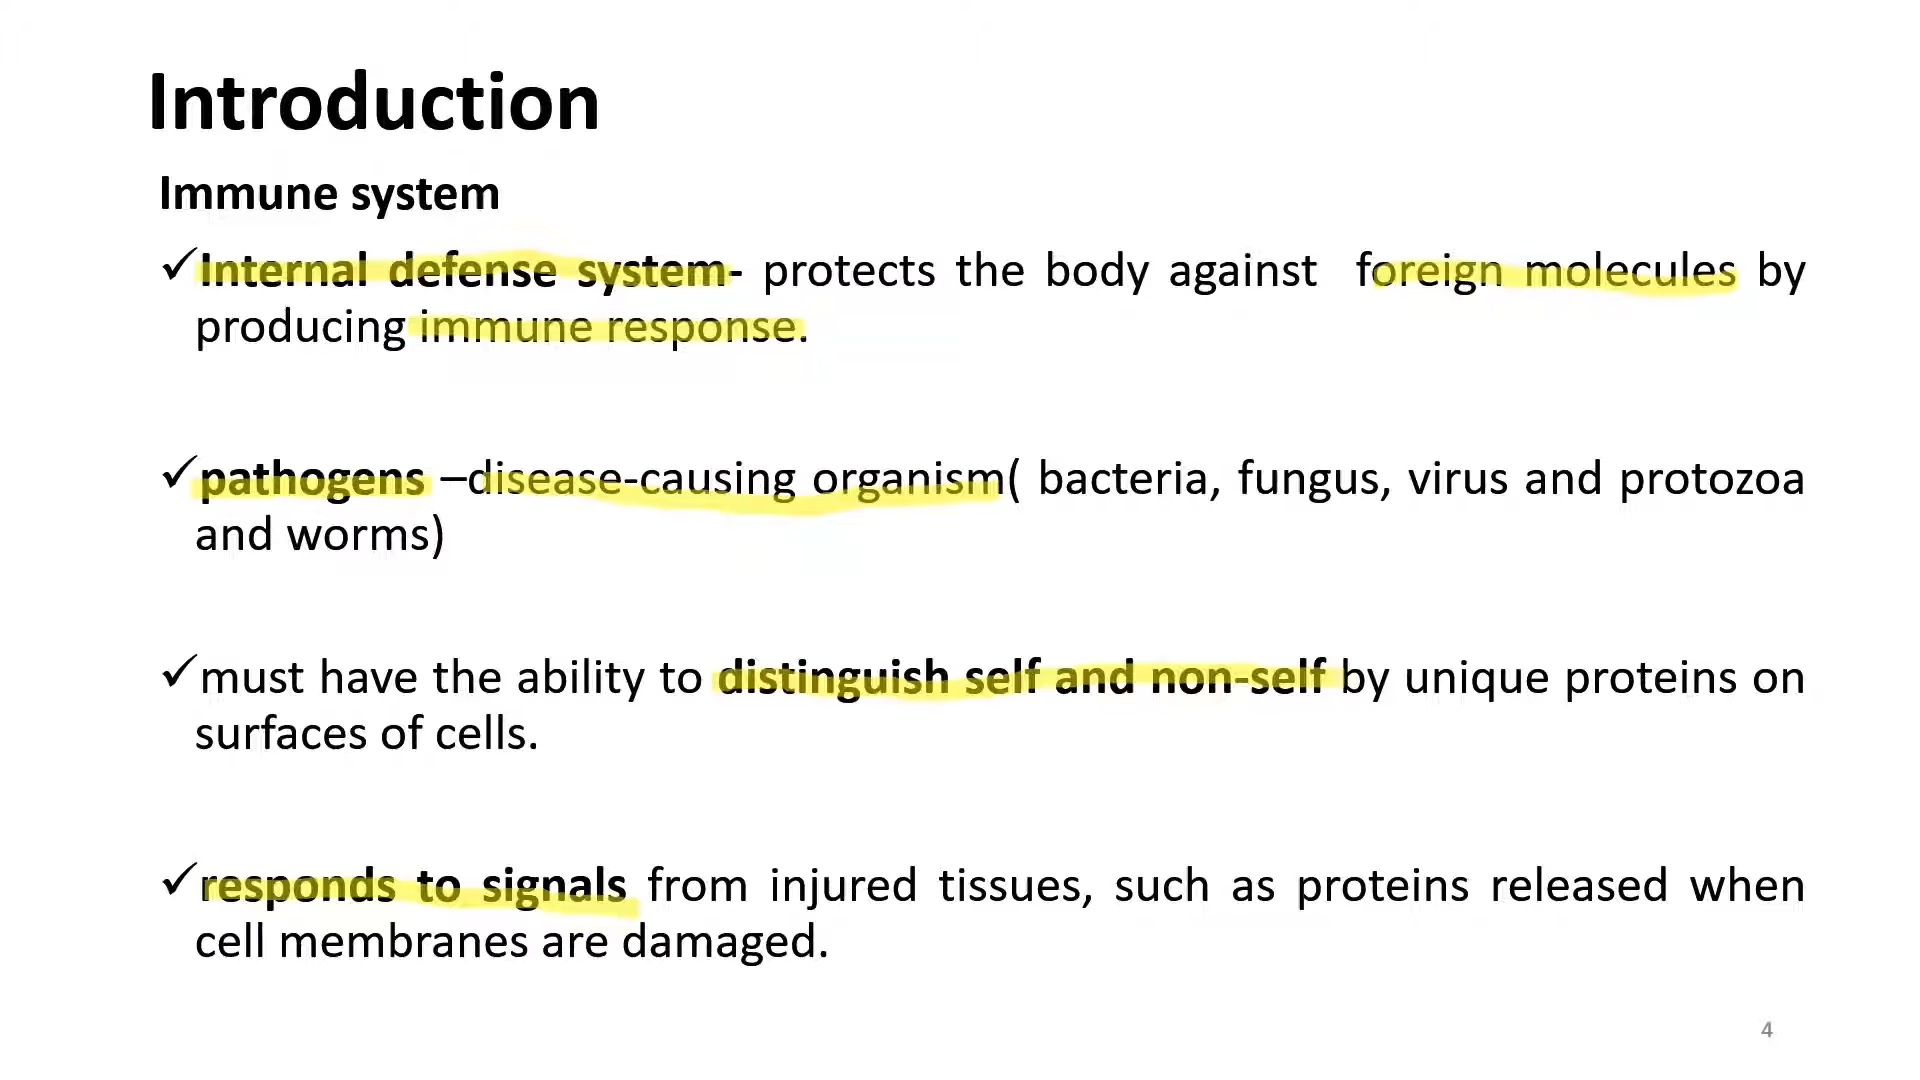 Introduction
Immune system
✓Internal defense system- protects the body against foreign molecules by
producing immune response.
✓pathogens –disease-causing organism( bacteria, fungus, virus and protozoa
and worms)
✓must have the ability to distinguish self and non-self by unique proteins on
surfaces of cells.
✓responds to signals from injured tissues, such as proteins released when
cell membranes are damaged.
4